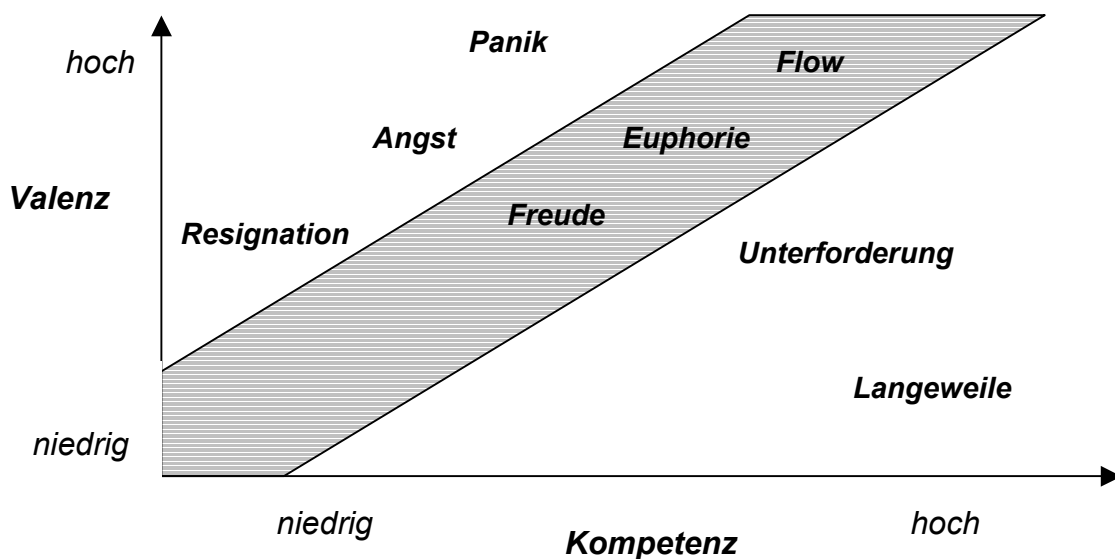 Panik
hoch
Flow
Angst
Euphorie
Valenz
Freude
Resignation
Unterforderung
Langeweile
niedrig
niedrig
hoch
Kompetenz